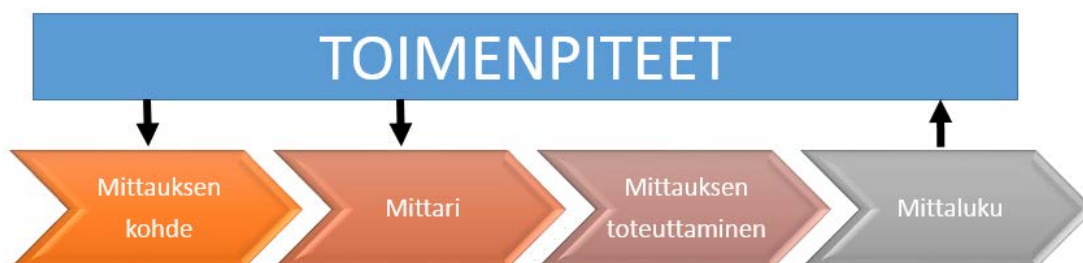 TOIMENPITEET
Mittauksen
kohde
Mittari
Mittauksen
toteuttaminen
Mittaluku